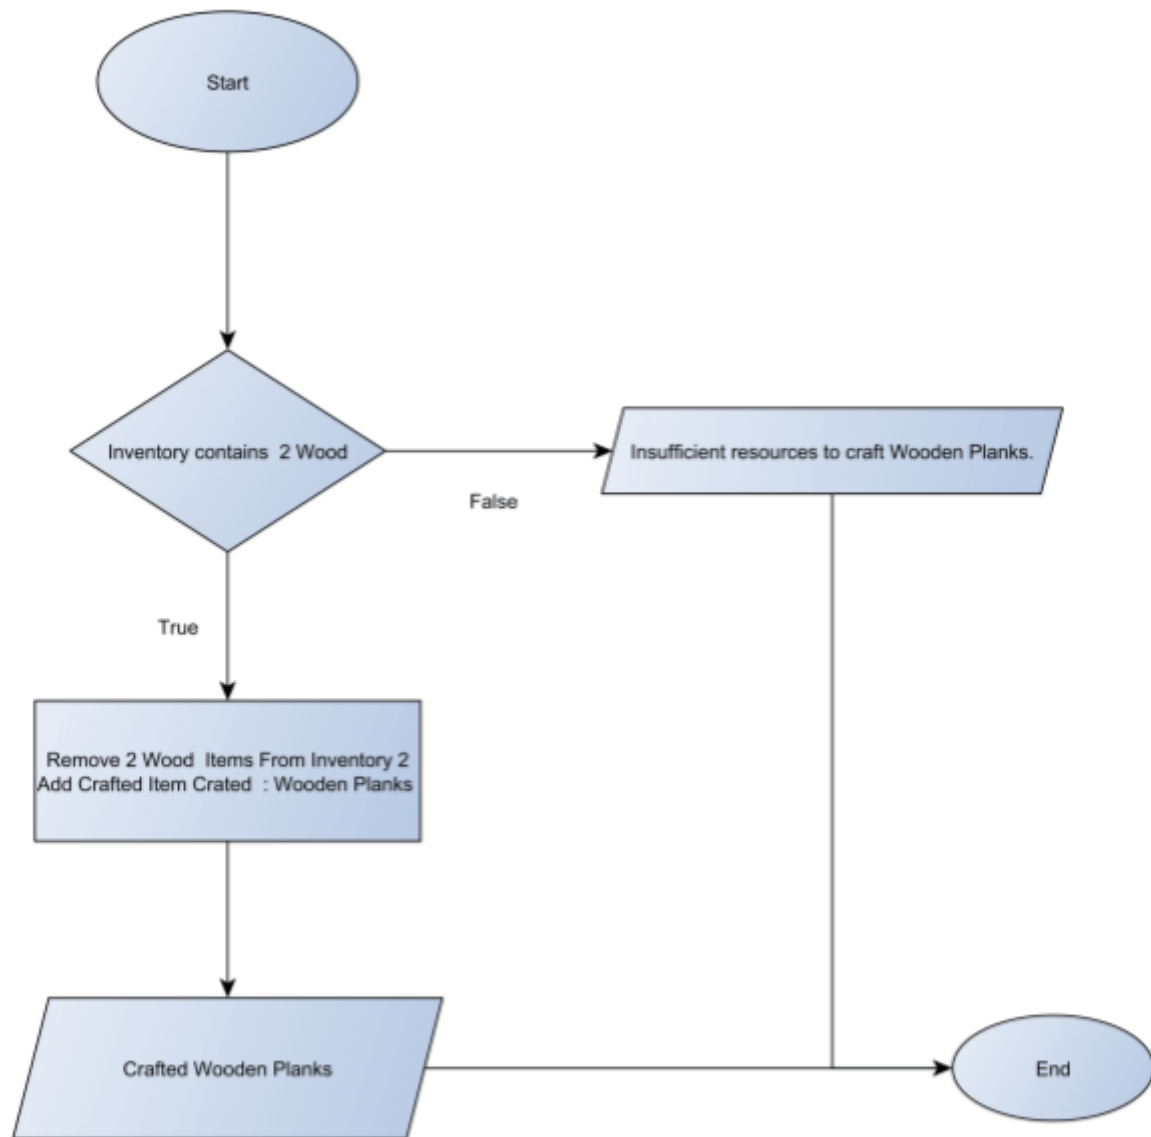 Start
Inventory contains  2 Wood
False
Insufficient resources to craft Wooden Planks.
True
Remove 2 Wood  Items From Inventory 2
Add Crafted Item Crated  : Wooden Planks
Crafted Wooden Planks
End